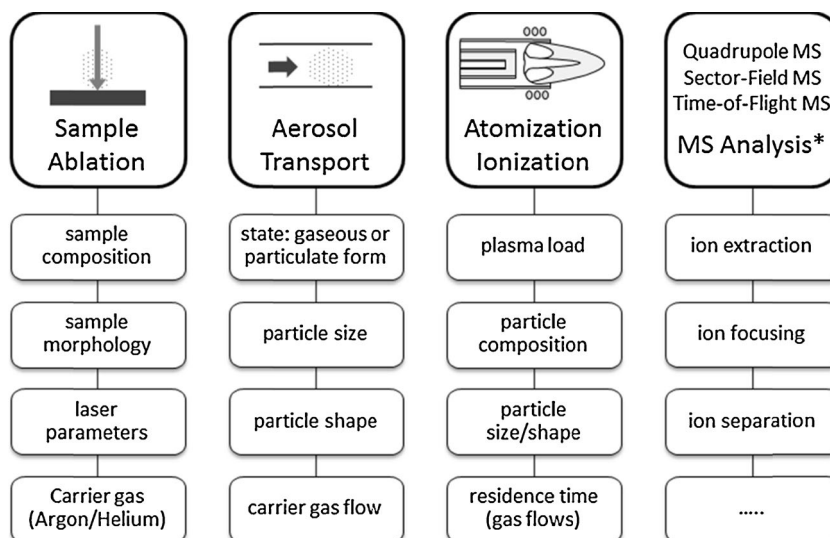 Sample
Ablation
sample
composition
sample
morphology
laser
parameters
Carrier gas
(Argon/Helium)
Aerosol
Transport
state: gaseous or
particulate form
particle size
particle shape
carrier gas flow
Atomization
Ionization
plasma load
particle
composition
particle
size/shape
residence time
(gas flows)
Quadrupole MS
Sector-Field MS
Time-of-Flight MS
MS Analysis*
ion extraction
ion focusing
ion separation
.....